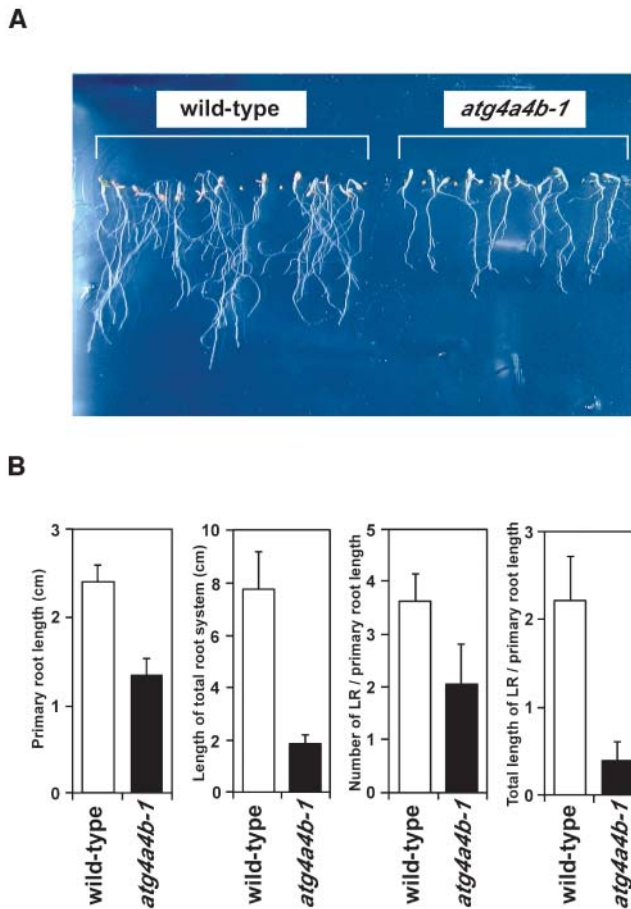 A
wild-type
atg4a4b-1
B
Primary root length (cm)
3
2
1
0
wild-type
atg4a4b-1
Length of total root system (cm)
10
8
6
4
2
0
wild-type
atg4a4b-1
Number of LR / primary root length
5
4
3
2
1
0
wild-type
atg4a4b-1
Total length of LR / primary root length
3
2
1
0
wild-type
atg4a4b-1